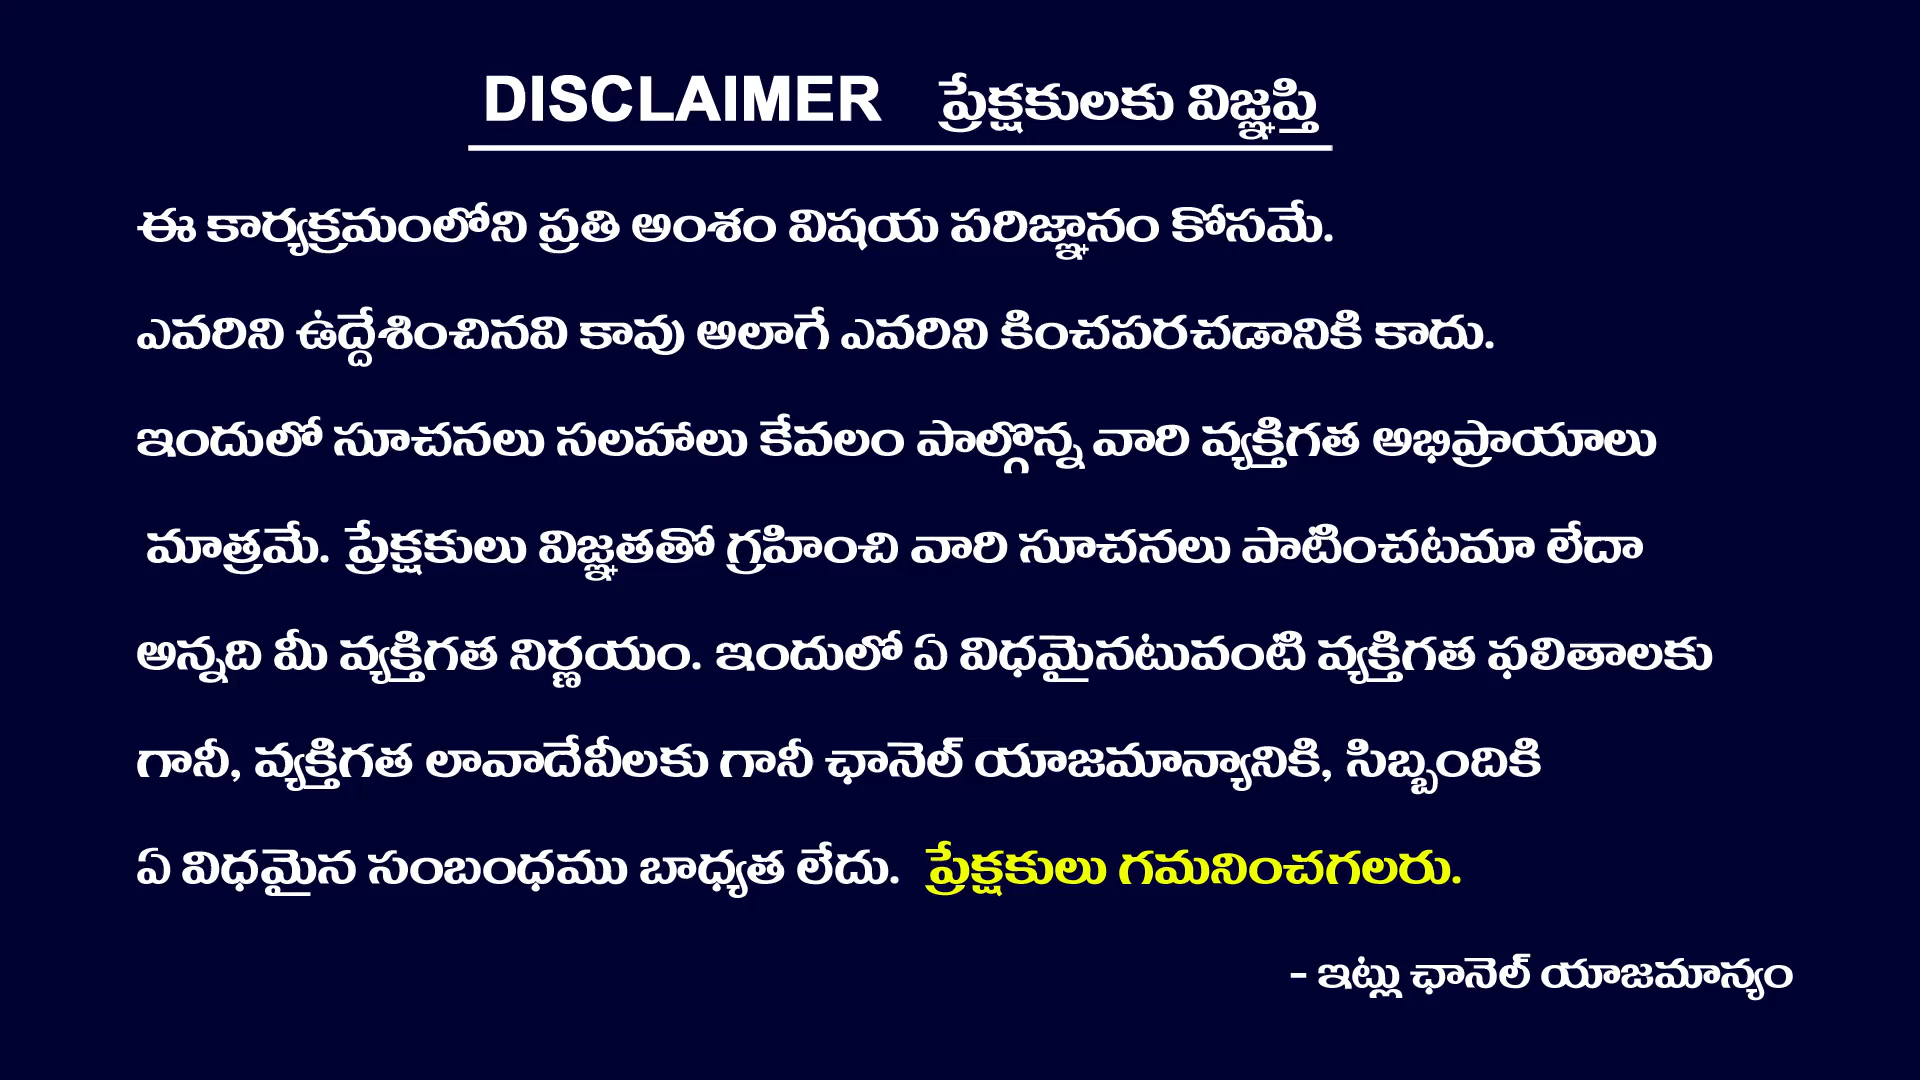 DISCLAIMER ప్రేక్షకులకు విజ్ఞప్తి
ఈ కార్యక్రమంలోని ప్రతి అంశం విషయ పరిజ్ఞానం కోసమే.
ఎవరిని ఉద్దేశించినవి కావు అలాగే ఎవరిని కించపరచడానికి కాదు.
ఇందులో సూచనలు సలహాలు కేవలం పాల్గొన్న వారి వ్యక్తిగత అభిప్రాయాలు
మాత్రమే. ప్రేక్షకులు విజ్ఞతతో గ్రహించి వారి సూచనలు పాటించటమా లేదా
అన్నది మీ వ్యక్తిగత నిర్ణయం. ఇందులో ఏ విధమైనటువంటి వ్యక్తిగత ఫలితాలకు
గానీ, వ్యక్తిగత లావాదేవీలకు గానీ ఛానెల్ యాజమాన్యానికి, సిబ్బందికి
ఏ విధమైన సంబంధము బాధ్యత లేదు. ప్రేక్షకులు గమనించగలరు.
- ఇట్లు ఛానెల్ యాజమాన్యం